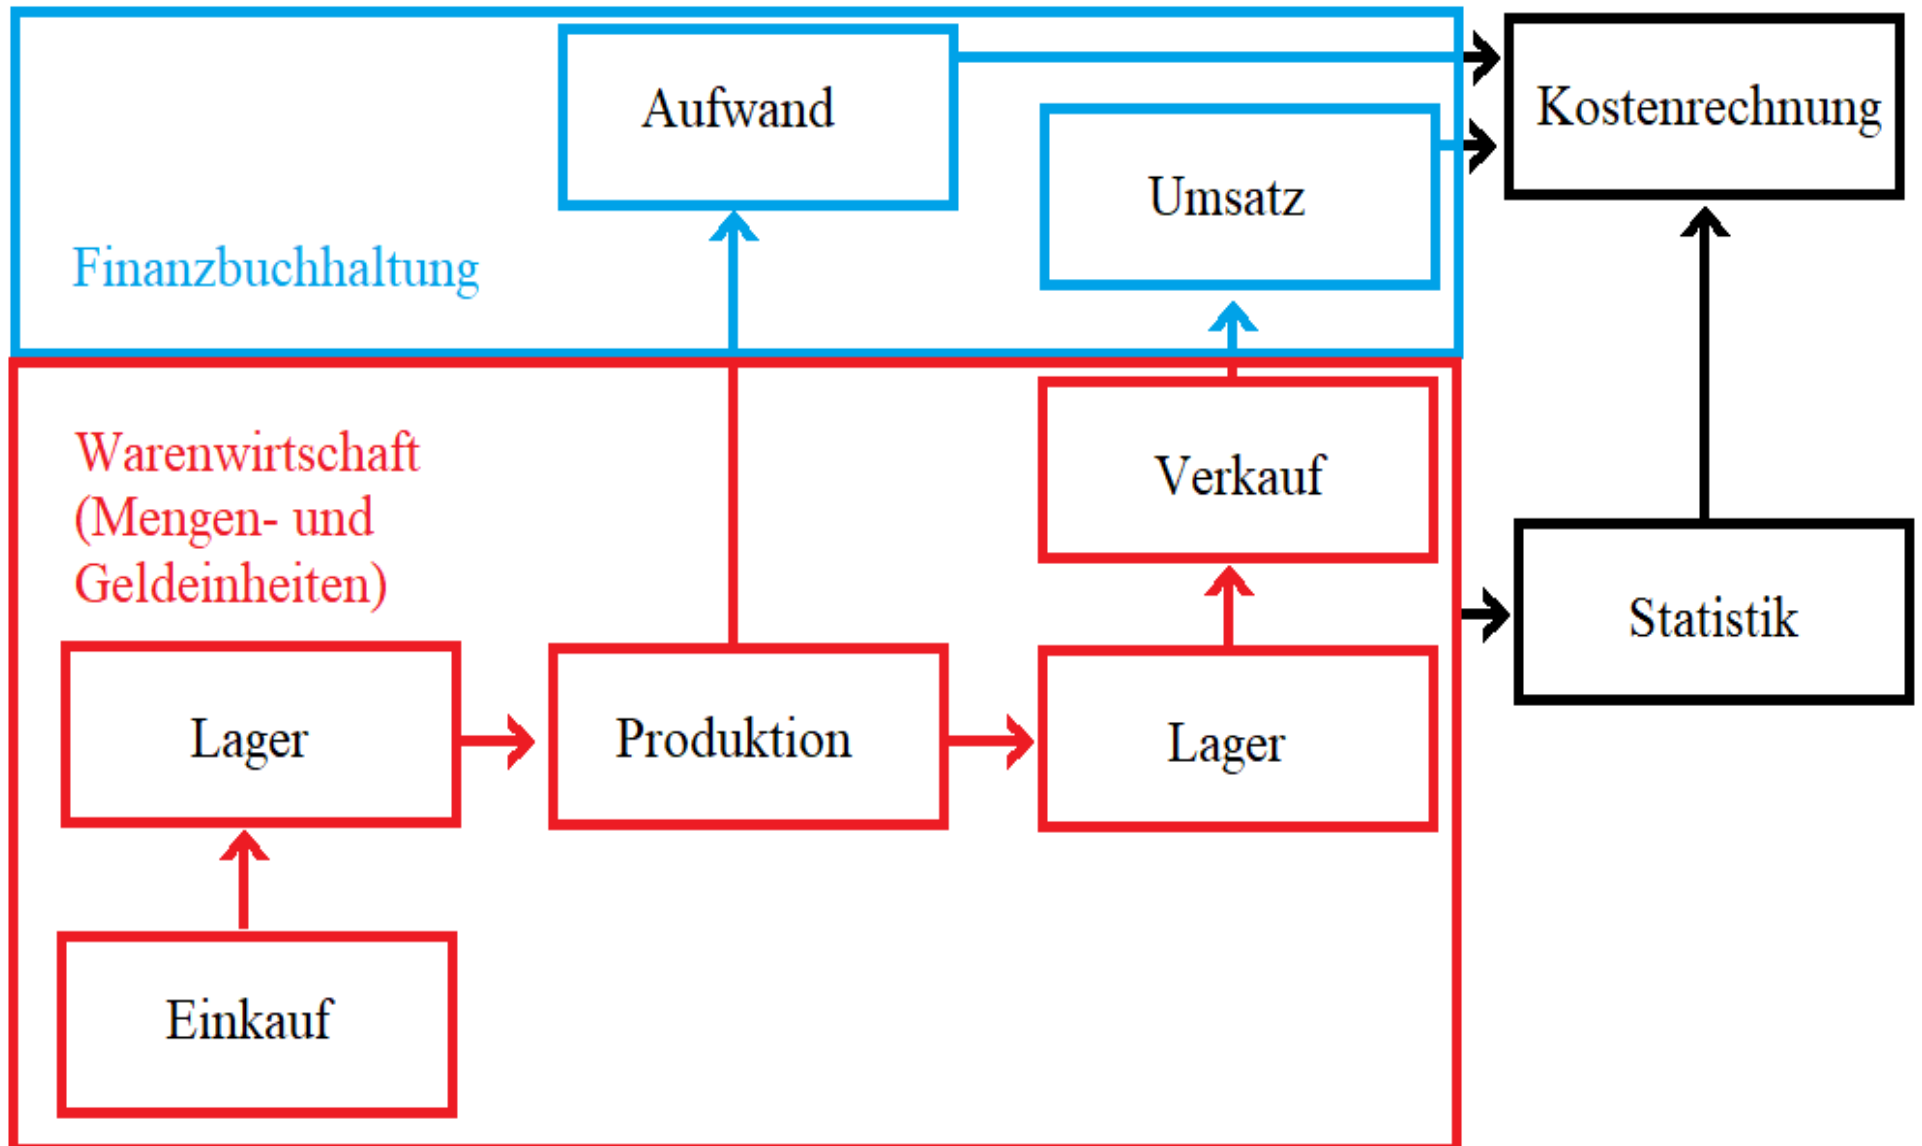 Aufwand
Kostenrechnung
Umsatz
Finanzbuchhaltung
Warenwirtschaft
(Mengen- und
Geldeinheiten)
Verkauf
Statistik
Lager
Produktion
Lager
Einkauf